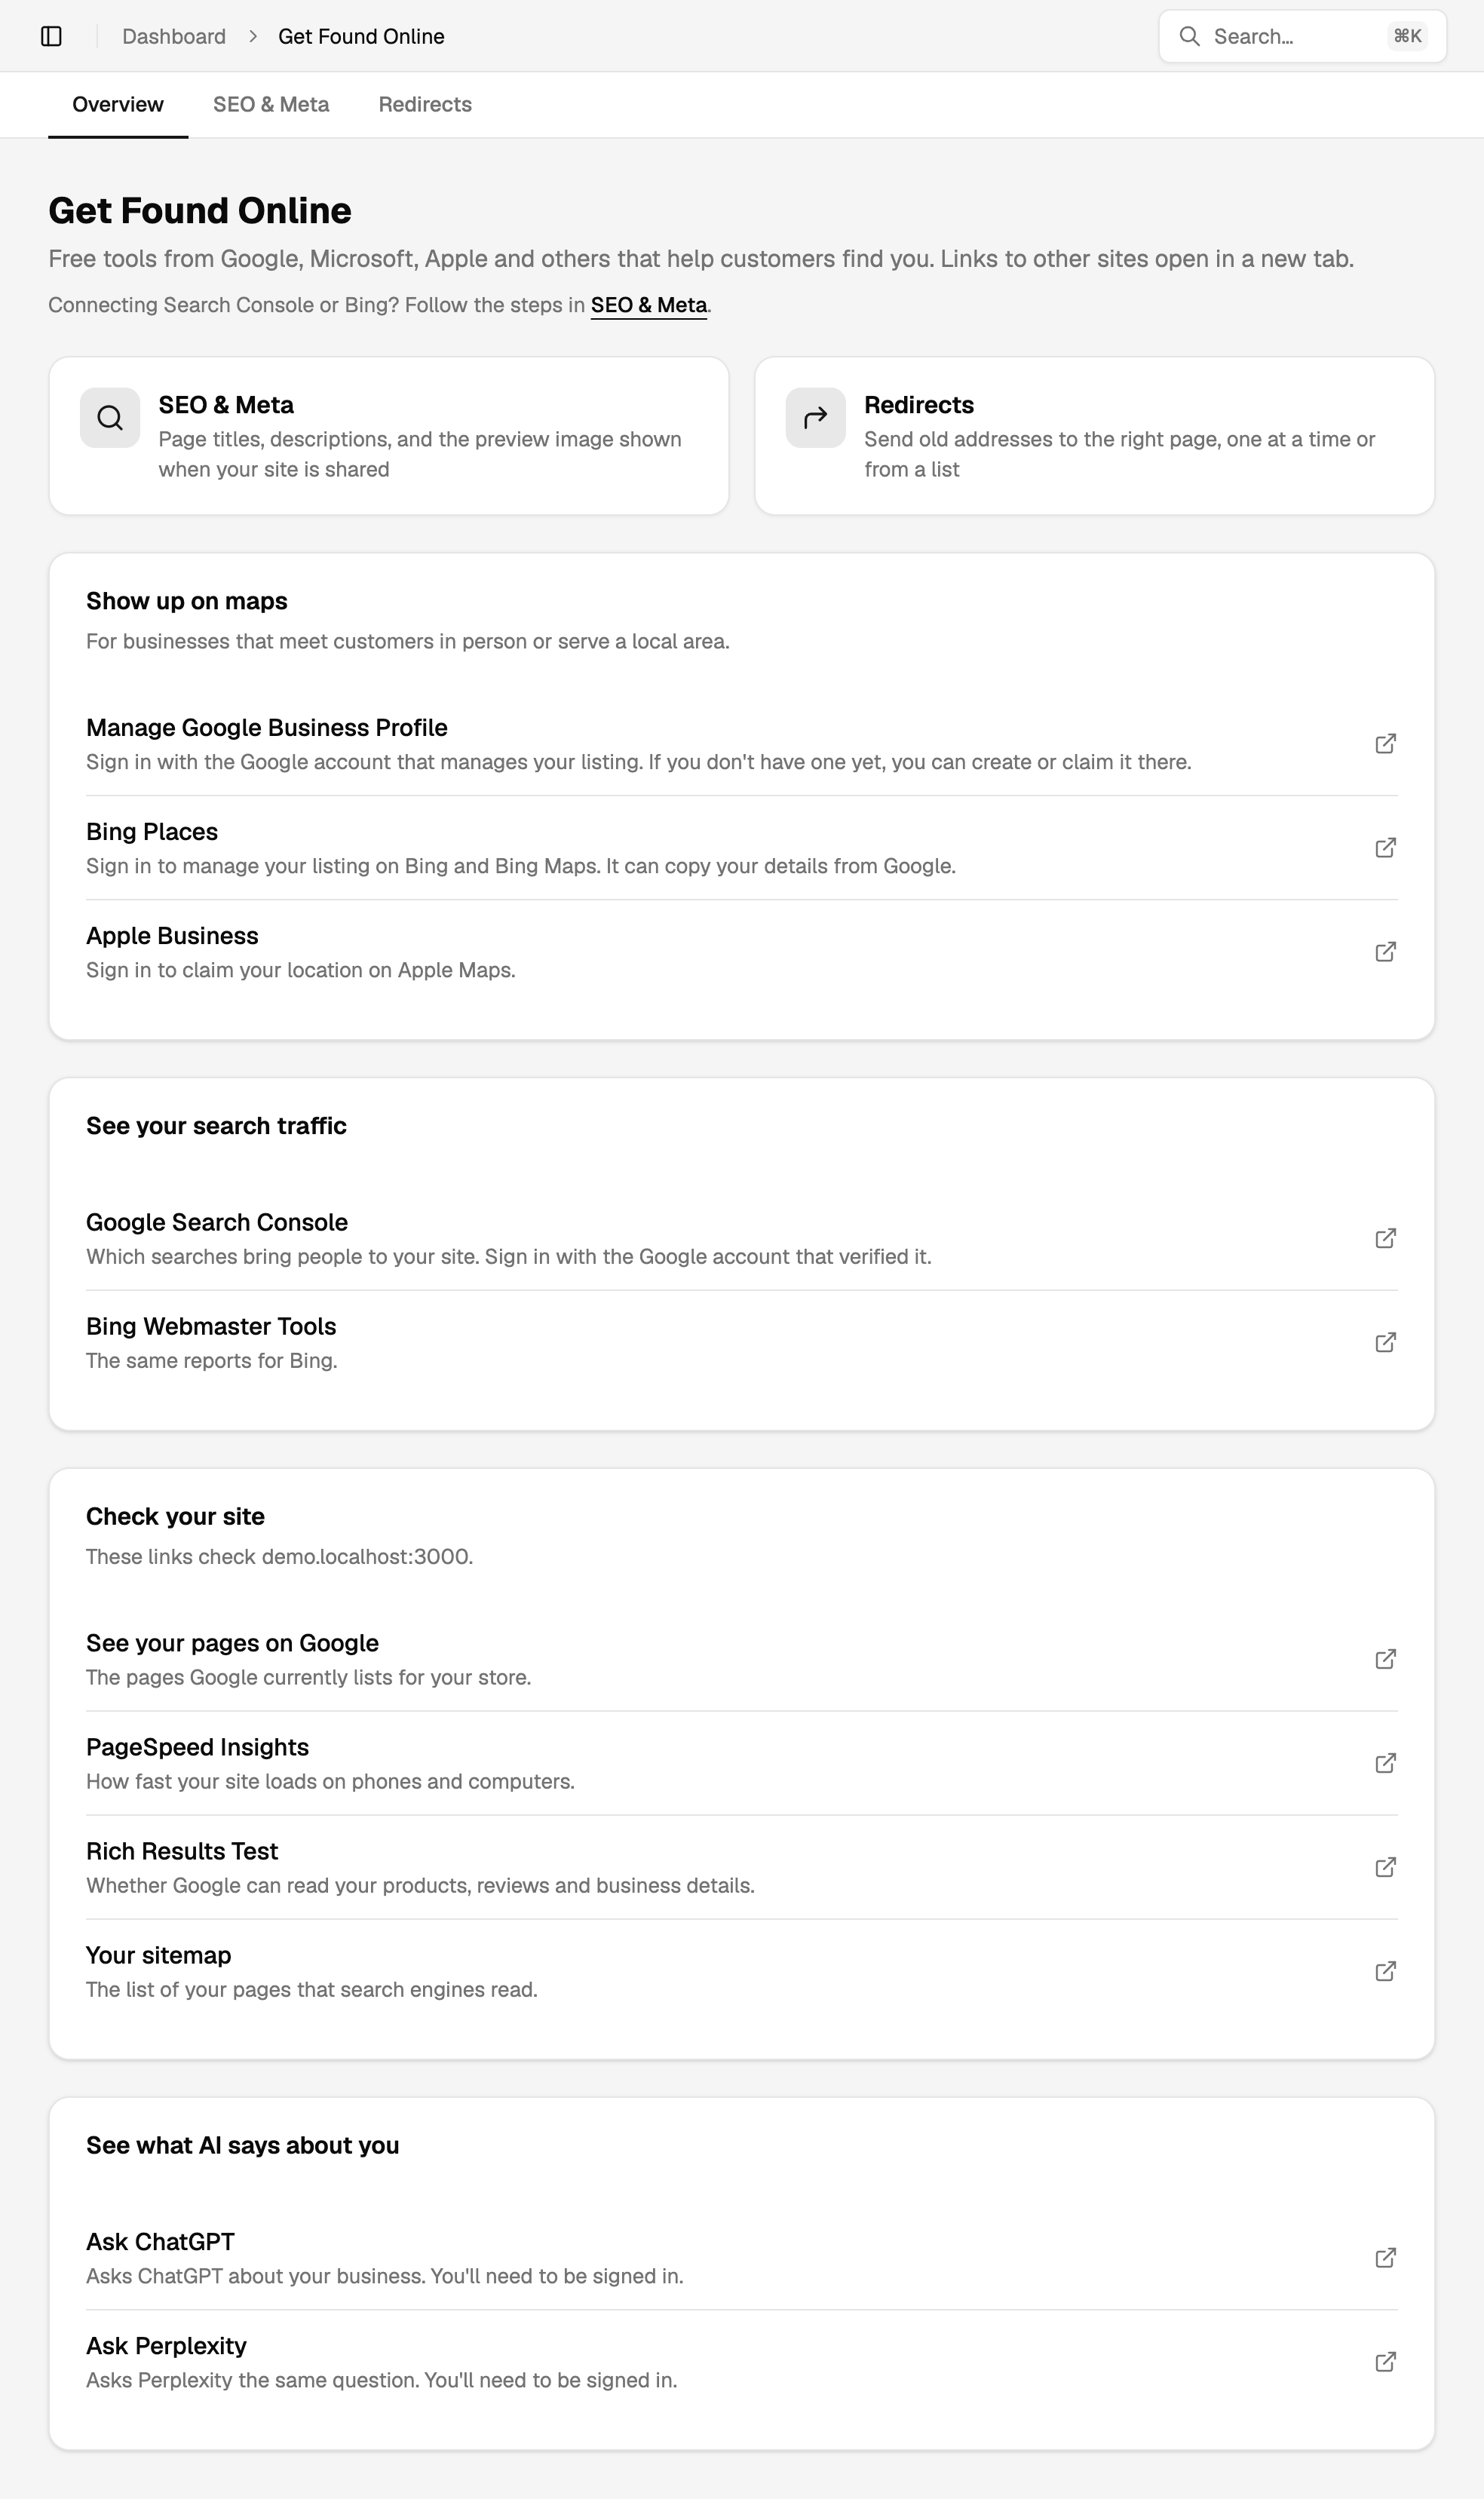 Dashboard > Get Found Online
Search... ⌘K
Overview SEO & Meta Redirects
Get Found Online
Free tools from Google, Microsoft, Apple and others that help customers find you. Links to other sites open in a new tab.
Connecting Search Console or Bing? Follow the steps in SEO & Meta.
SEO & Meta
Page titles, descriptions, and the preview image shown
when your site is shared
Redirects
Send old addresses to the right page, one at a time or
from a list
Show up on maps
For businesses that meet customers in person or serve a local area.
Manage Google Business Profile
Sign in with the Google account that manages your listing. If you don't have one yet, you can create or claim it there.
Bing Places
Sign in to manage your listing on Bing and Bing Maps. It can copy your details from Google.
Apple Business
Sign in to claim your location on Apple Maps.
See your search traffic
Google Search Console
Which searches bring people to your site. Sign in with the Google account that verified it.
Bing Webmaster Tools
The same reports for Bing.
Check your site
These links check demo.localhost:3000.
See your pages on Google
The pages Google currently lists for your store.
PageSpeed Insights
How fast your site loads on phones and computers.
Rich Results Test
Whether Google can read your products, reviews and business details.
Your sitemap
The list of your pages that search engines read.
See what AI says about you
Ask ChatGPT
Asks ChatGPT about your business. You'll need to be signed in.
Ask Perplexity
Asks Perplexity the same question. You'll need to be signed in.